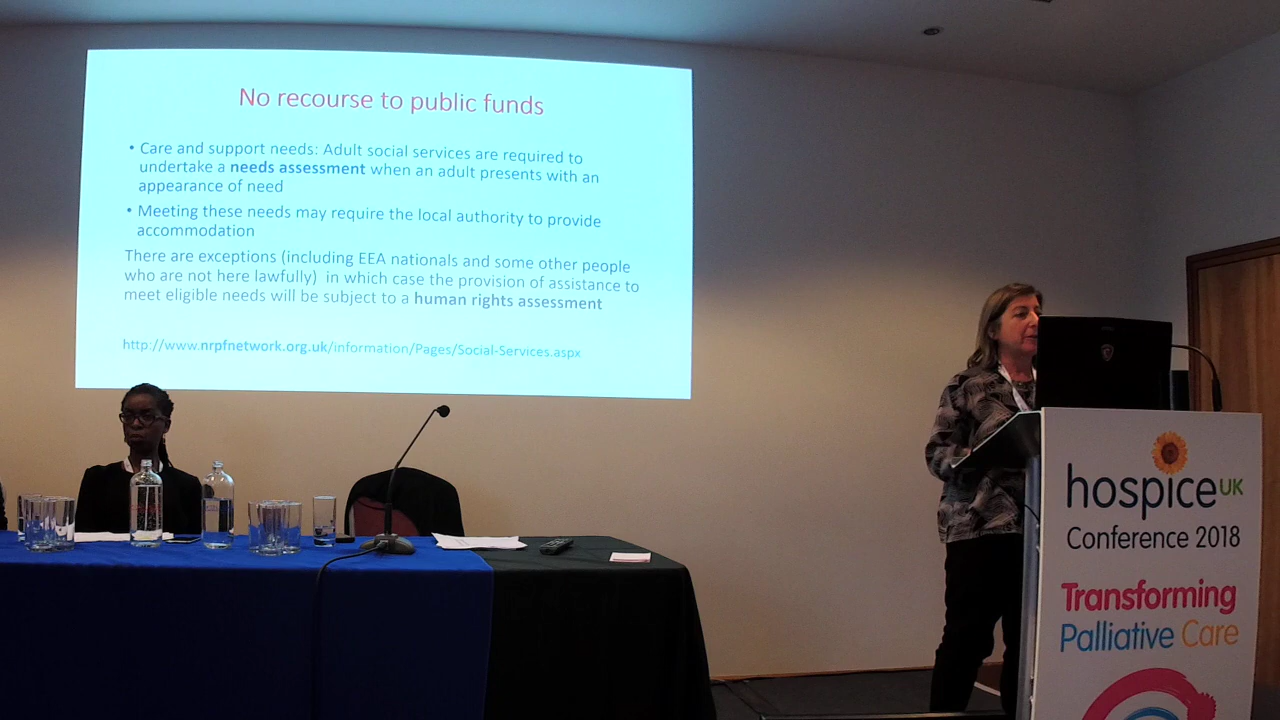 No recourse to public funds
• Care and support needs: Adult social services are required to
undertake a needs assessment when an adult presents with an
appearance of need
• Meeting these needs may require the local authority to provide
accommodation
There are exceptions (including EEA nationals and some other people
who are not here lawfully) in which case the provision of assistance to
meet eligible needs will be subject to a human rights assessment
http://www.nrpfnetwork.org.uk/information/Pages/Social-Services.aspx
hospice UK
Conference 2018
Transforming
Palliative Care